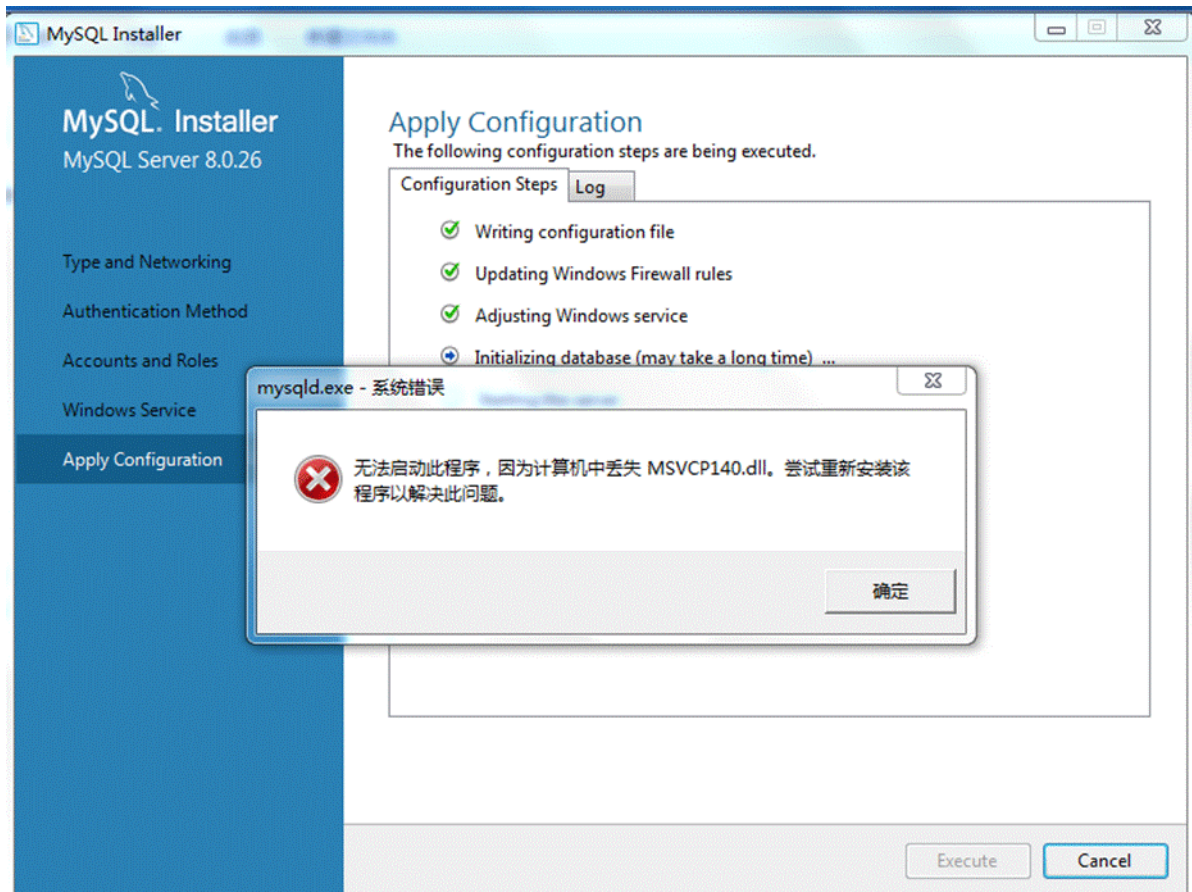 MySQL Installer
MySQL. Installer
MySQL Server 8.0.26
Type and Networking
Authentication Method
Accounts and Roles
Windows Service
Apply Configuration
Apply Configuration
The following configuration steps are being executed.
Configuration Steps
Log
Writing configuration file
Updating Windows Firewall rules
Adjusting Windows service
Initializing database (may take a long time) ...
mysqld.exe - 系统错误
无法启动此程序，因为计算机中丢失 MSVCP140.dll。尝试重新安装该
程序以解决此问题。
确定
Execute
Cancel